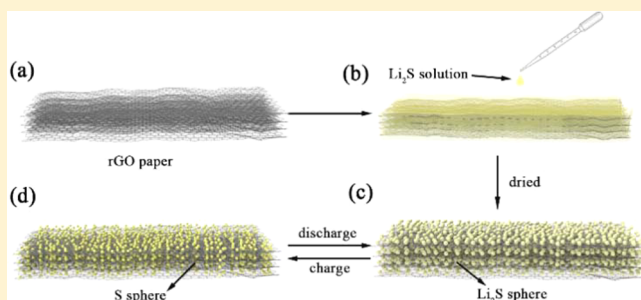 (a)
(b)
Li₂S solution
rGO paper
dried
(d)
(c)
discharge
charge
S sphere
Li₂S sphere